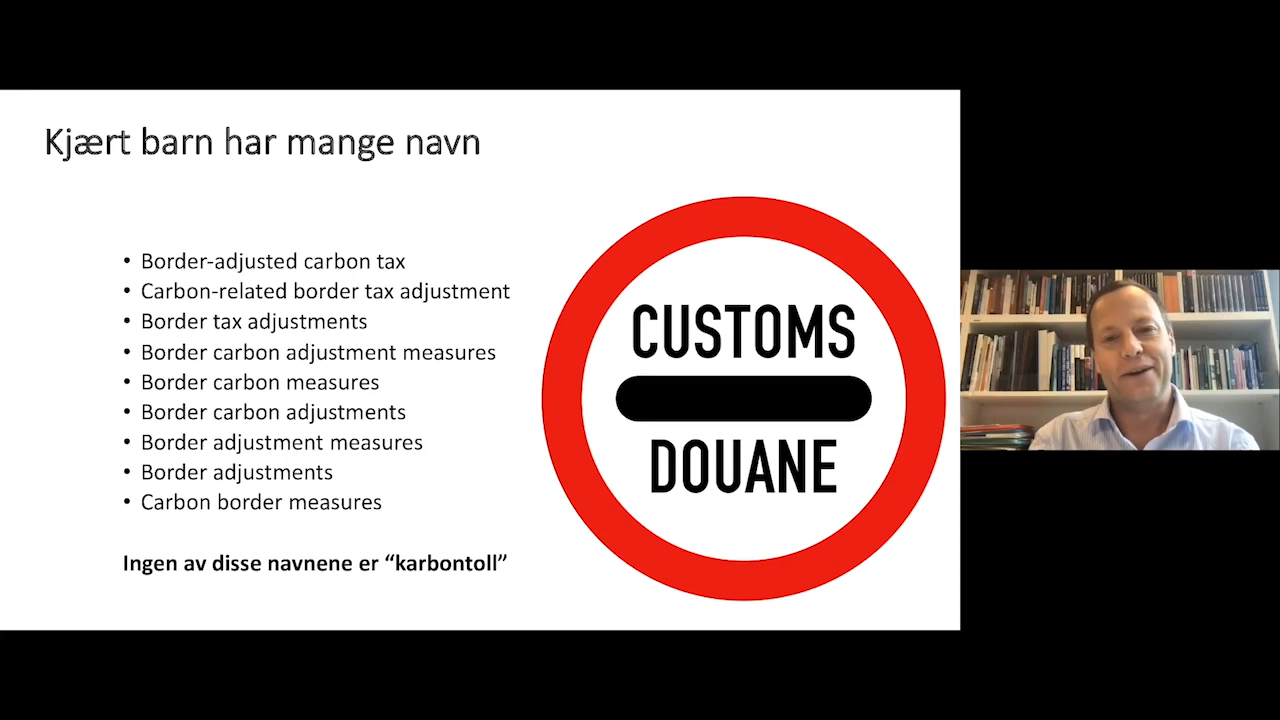 Kjært barn har mange navn
• Border-adjusted carbon tax
• Carbon-related border tax adjustment
• Border tax adjustments
• Border carbon adjustment measures
• Border carbon measures
• Border carbon adjustments
• Border adjustment measures
• Border adjustments
• Carbon border measures
Ingen av disse navnene er “karbontoll”
CUSTOMS
DOUANE